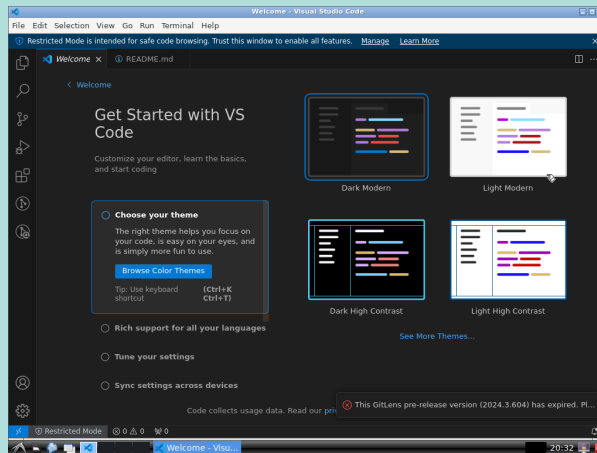 Welcome - Visual Studio Code
File Edit Selection View Go Run Terminal Help
Restricted Mode is intended for safe code browsing. Trust this window to enable all features. Manage Learn More
Welcome README.md
Welcome
Get Started with VS
Code
Customize your editor, learn the basics,
and start coding
Choose your theme
The right theme helps you focus on
your code, is easy on your eyes, and
is simply more fun to use.
Browse Color Themes
Tip: Use keyboard (Ctrl+K
shortcut Ctrl+T)
Rich support for all your languages
Tune your settings
Sync settings across devices
Dark Modern
Light Modern
Dark High Contrast
Light High Contrast
See More Themes...
Code collects usage data. Read our
This GitLens pre-release version (2024.3.604) has expired. Pl...
Restricted Mode 0 0 0
Welcome - Visu...
20:32